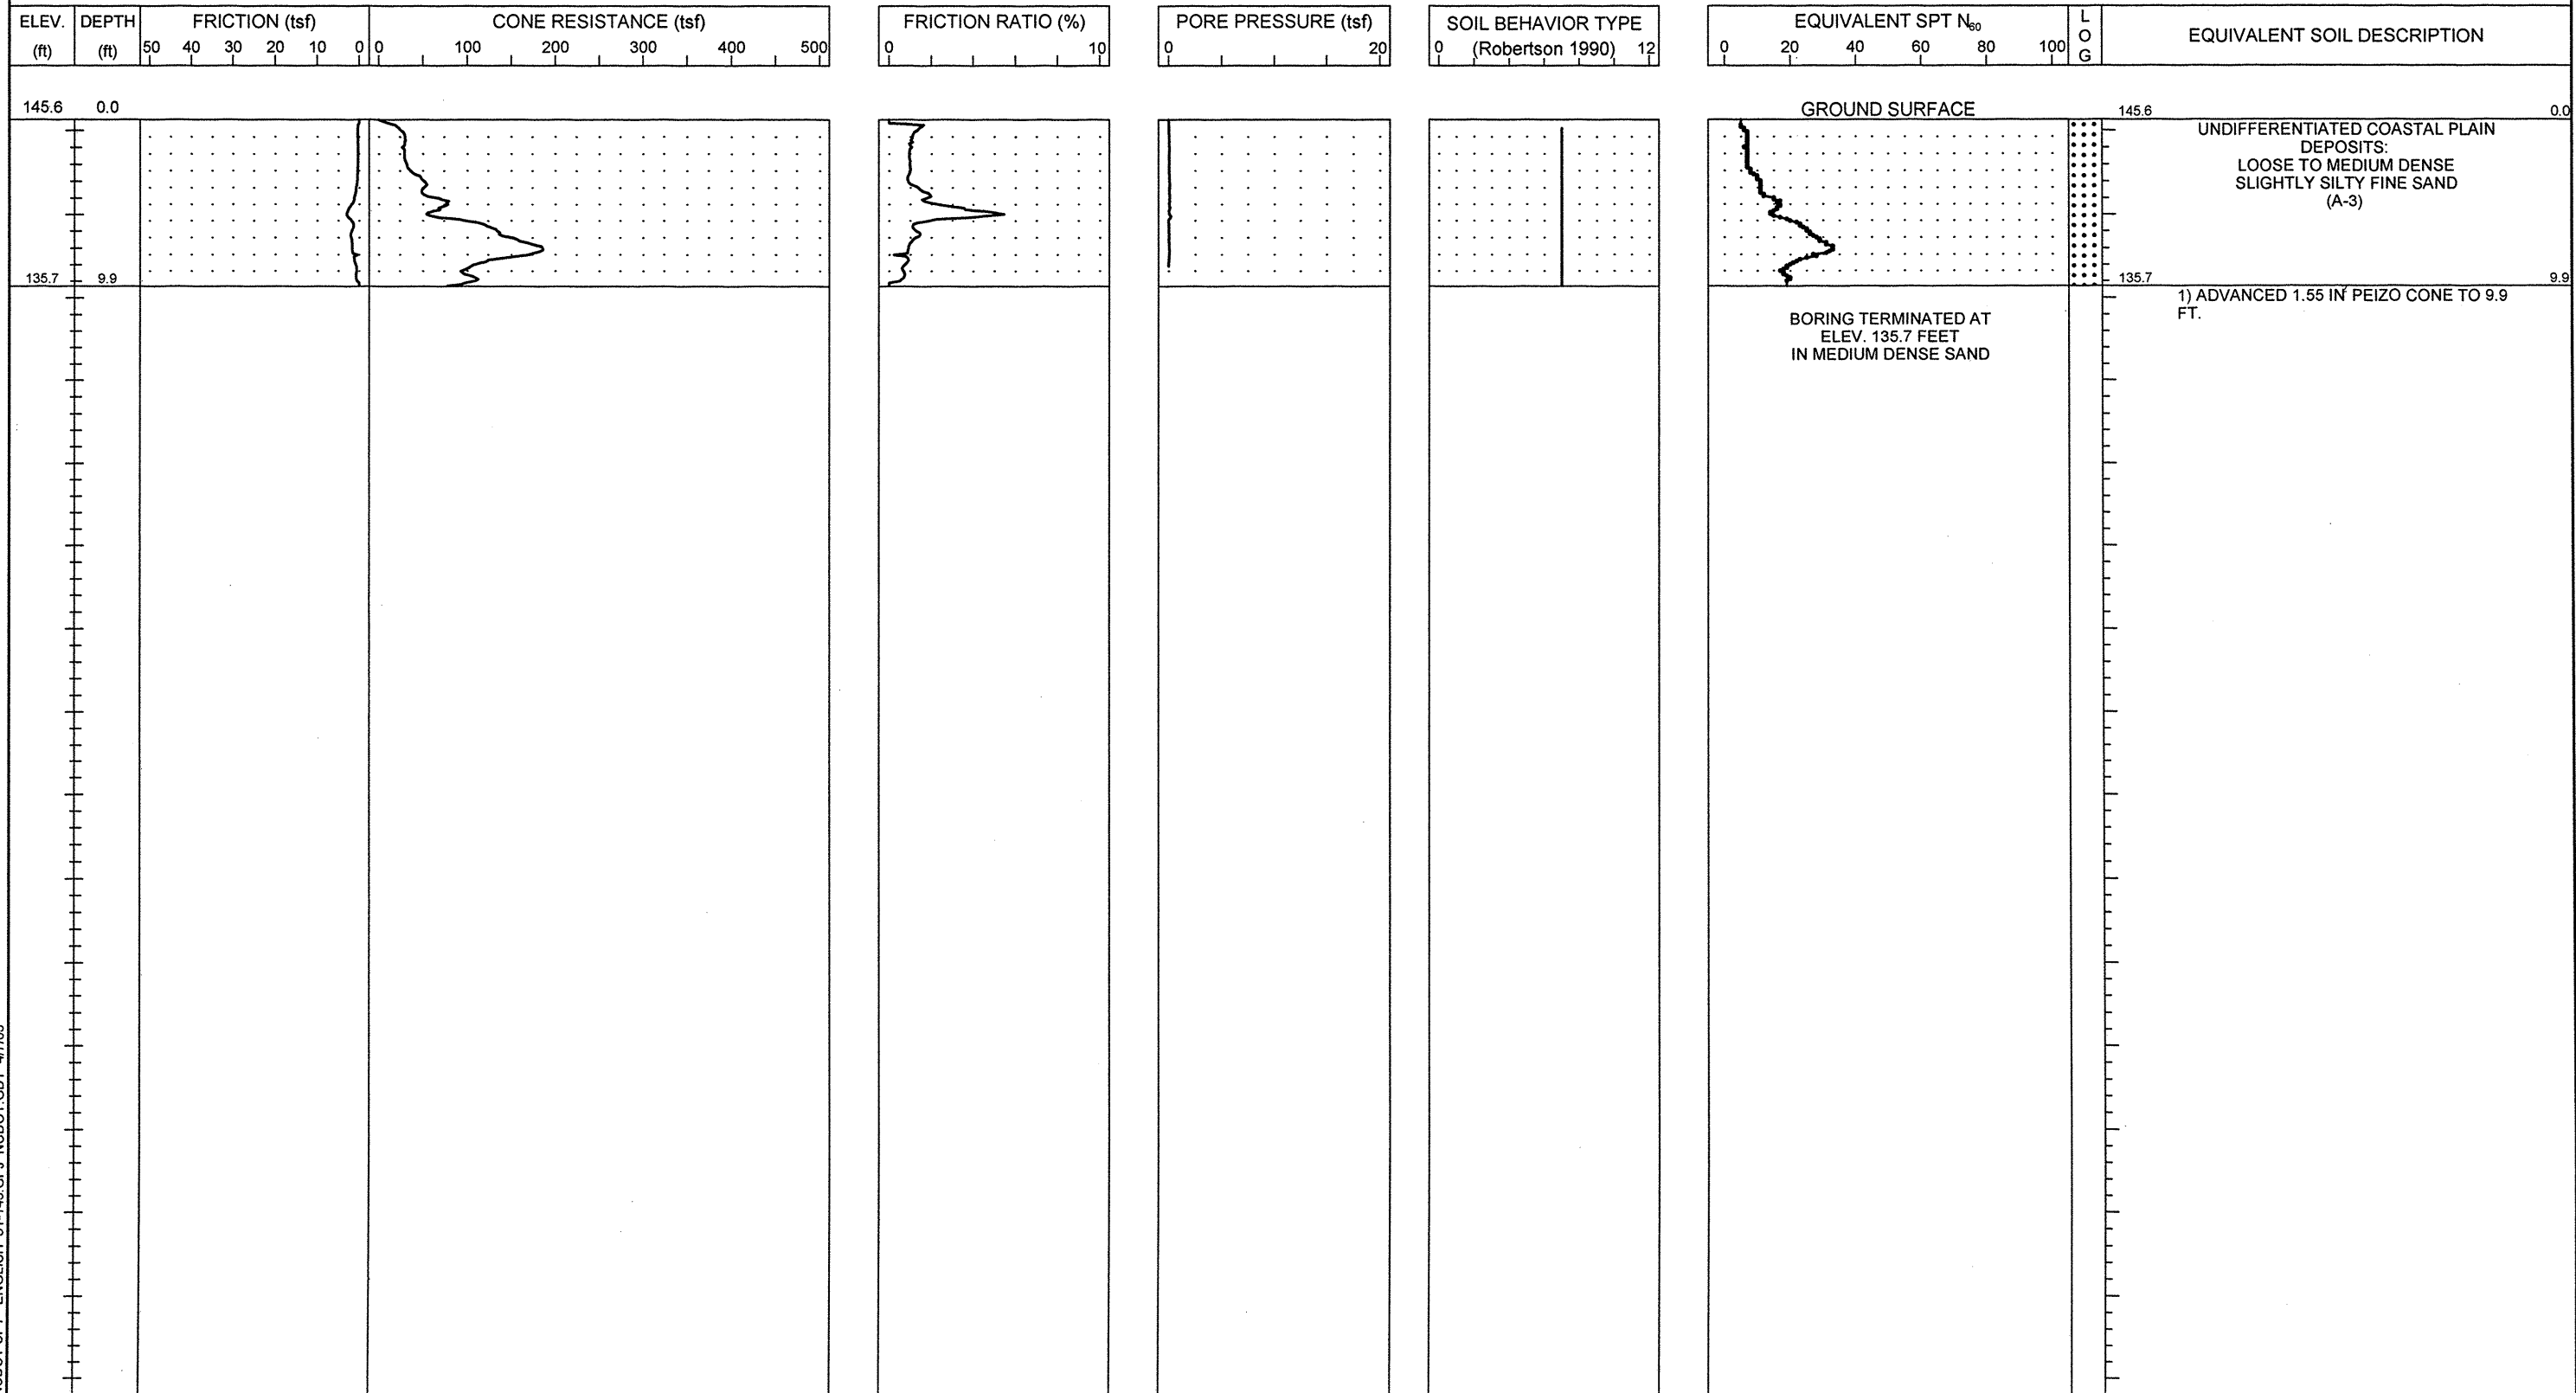 ELEV. DEPTH FRICTION (tsf) CONE RESISTANCE (tsf) FRICTION RATIO (%) PORE PRESSURE (tsf) SOIL BEHAVIOR TYPE EQUIVALENT SPT N60 LOG EQUIVALENT SOIL DESCRIPTION
(ft) (ft) 50 40 30 20 10 0 0 100 200 300 400 500 0 10 0 20 0 (Robertson 1990) 12 0 20 40 60 80 100
145.6 0.0 GROUND SURFACE 145.6 0.0
UNDIFFERENTIATED COASTAL PLAIN
DEPOSITS:
LOOSE TO MEDIUM DENSE
SLIGHTLY SILTY FINE SAND
(A-3)
135.7 9.9 135.7 9.9
1) ADVANCED 1.55 IN PEIZO CONE TO 9.9
FT.
BORING TERMINATED AT
ELEV. 135.7 FEET
IN MEDIUM DENSE SAND